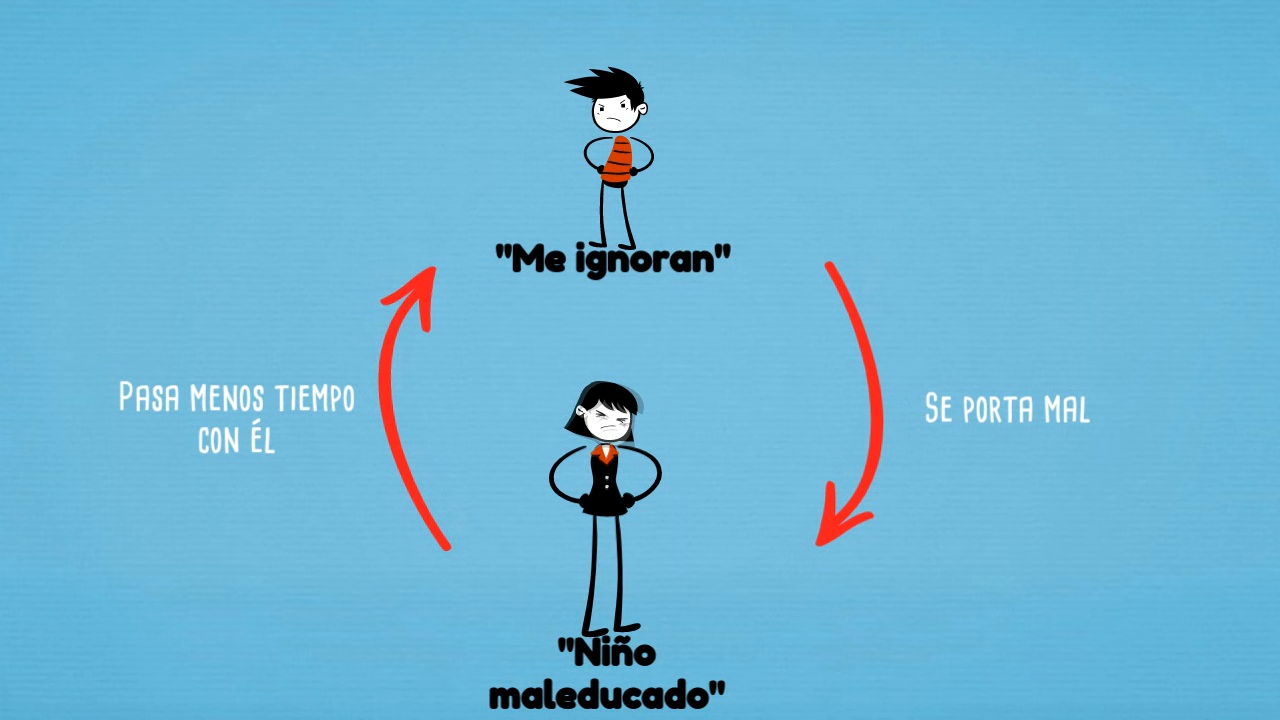 "Me ignoran"
PASA MENOS TIEMPO
CON ÉL
SE PORTA MAL
"Niño
maleducado"